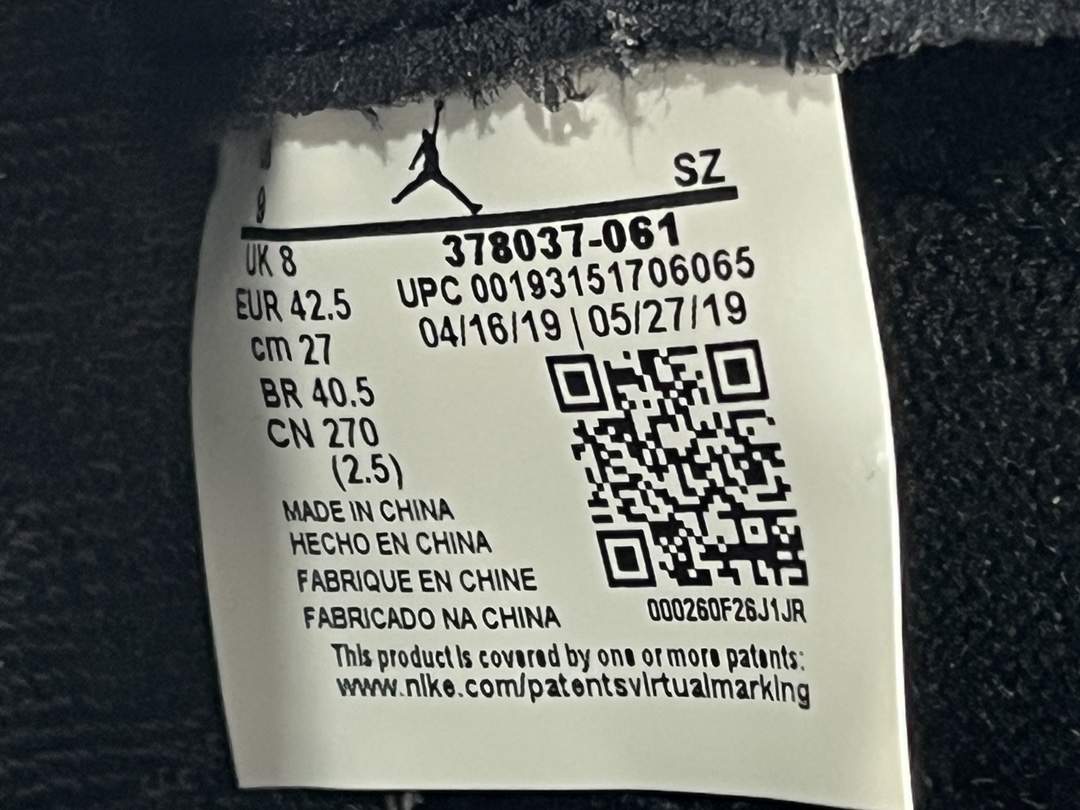 SZ
9
UK 8
378037-061
EUR 42.5
UPC 00193151706065
cm 27
04/16/19 | 05/27/19
BR 40.5
CN 270
(2.5)
MADE IN CHINA
HECHO EN CHINA
FABRIQUE EN CHINE
FABRICADO NA CHINA
000260F26J1JR
This product is covered by one or more patents:
www.nike.com/patentsvirtualmarking